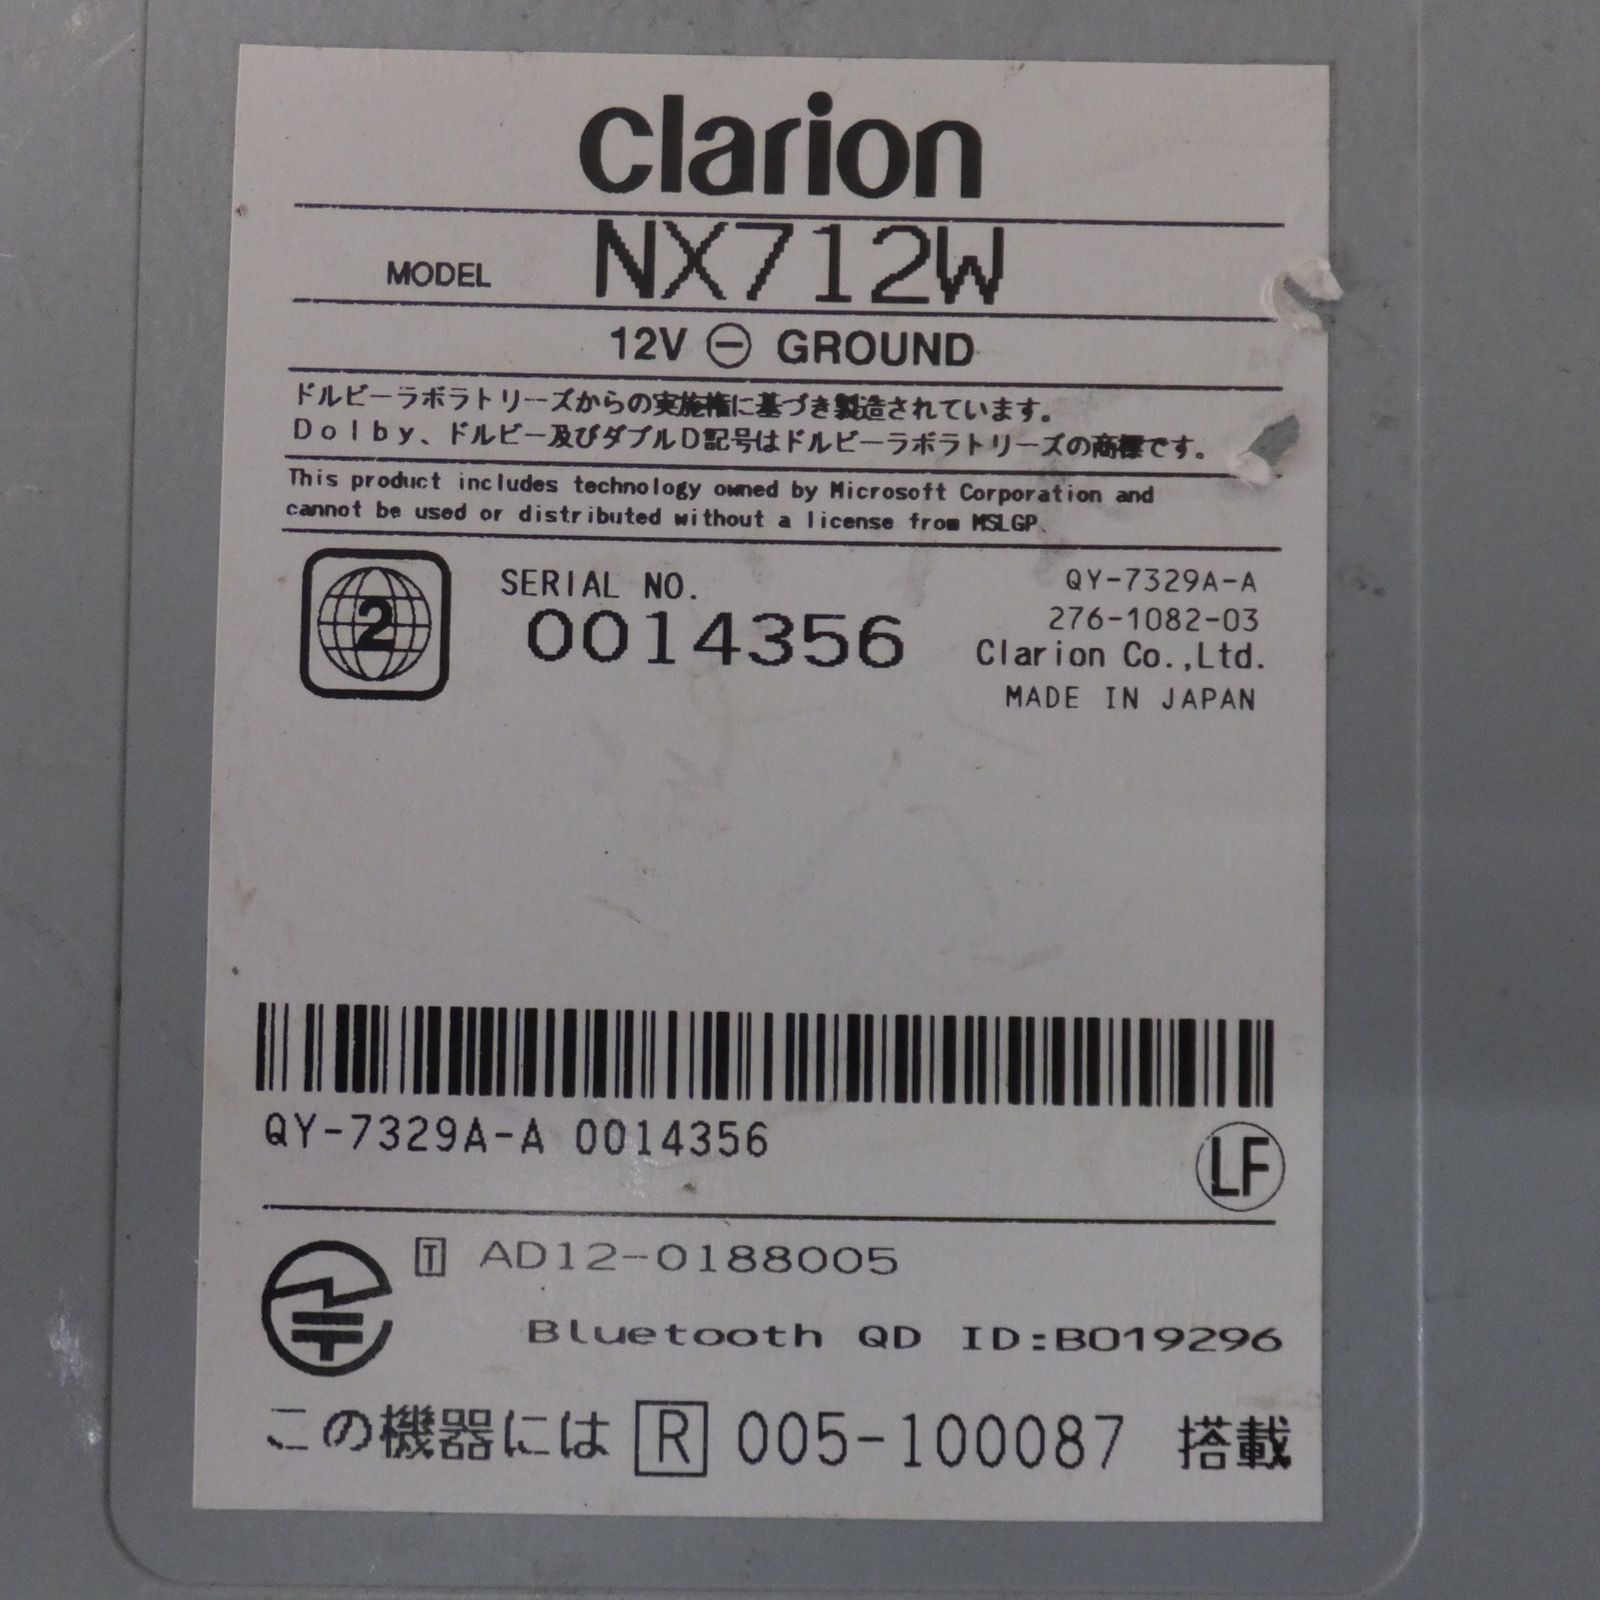 clarion
MODEL NX712W
12V ⊖ GROUND
ドルビーラボラトリーズからの実施権に基づき製造されています。
Dolby、ドルビー及びダブルD記号はドルビーラボラトリーズの商標です。
This product includes technology owned by Microsoft Corporation and
cannot be used or distributed without a license from MSLGP.
2
SERIAL NO.
0014356
QY-7329A-A
276-1082-03
Clarion Co.,Ltd.
MADE IN JAPAN
QY-7329A-A 0014356
LF
T AD12-0188005
Bluetooth QD ID:B019296
この機器には R 005-100087 搭載